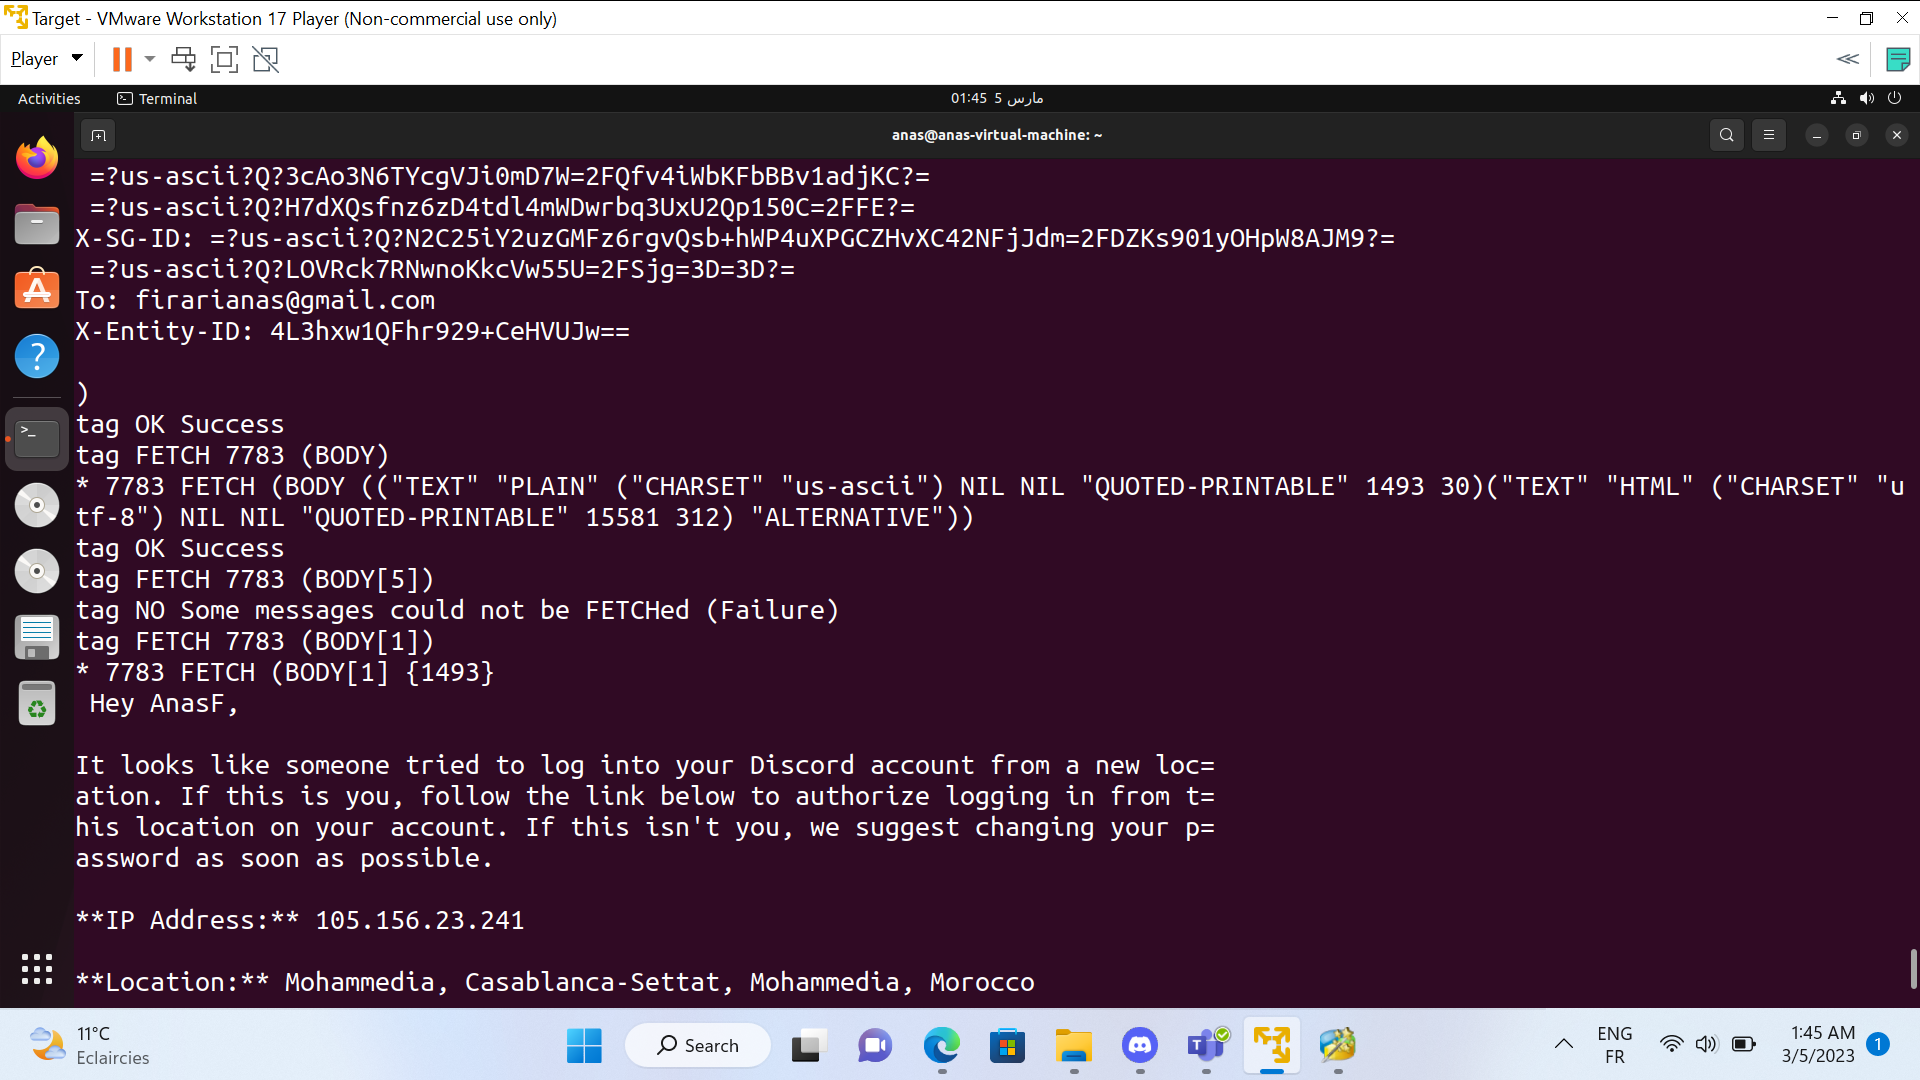 Target - VMware Workstation 17 Player (Non-commercial use only)
Player
Activities
Terminal
01:45 5 مارس
anas@anas-virtual-machine: ~
=?us-ascii?Q?3cAo3N6TYcgVJi0mD7W=2FQfv4iWbKFbBBv1adjKC?=
=?us-ascii?Q?H7dXQsfnz6zD4tdl4mWDwrbq3UxU2Qp150C=2FFE?=
X-SG-ID: =?us-ascii?Q?N2C25iY2uzGMFz6rgvQsb+hWP4uXPGCZHvXC42NFjJdm=2FDZKs901yOHpW8AJM9?=
=?us-ascii?Q?LOVRck7RNwnoKkcVw55U=2FSjg=3D=3D?=
To: firarianas@gmail.com
X-Entity-ID: 4L3hxw1QFhr929+CeHVUJw==
)
tag OK Success
tag FETCH 7783 (BODY)
* 7783 FETCH (BODY (("TEXT" "PLAIN" ("CHARSET" "us-ascii") NIL NIL "QUOTED-PRINTABLE" 1493 30)("TEXT" "HTML" ("CHARSET" "u
tf-8") NIL NIL "QUOTED-PRINTABLE" 15581 312) "ALTERNATIVE"))
tag OK Success
tag FETCH 7783 (BODY[5])
tag NO Some messages could not be FETCHed (Failure)
tag FETCH 7783 (BODY[1])
* 7783 FETCH (BODY[1] {1493}
Hey AnasF,
It looks like someone tried to log into your Discord account from a new loc=
ation. If this is you, follow the link below to authorize logging in from t=
his location on your account. If this isn't you, we suggest changing your p=
assword as soon as possible.
**IP Address:** 105.156.23.241
**Location:** Mohammedia, Casablanca-Settat, Mohammedia, Morocco
11°C
Eclaircies
Search
ENG
FR
1:45 AM
3/5/2023
1